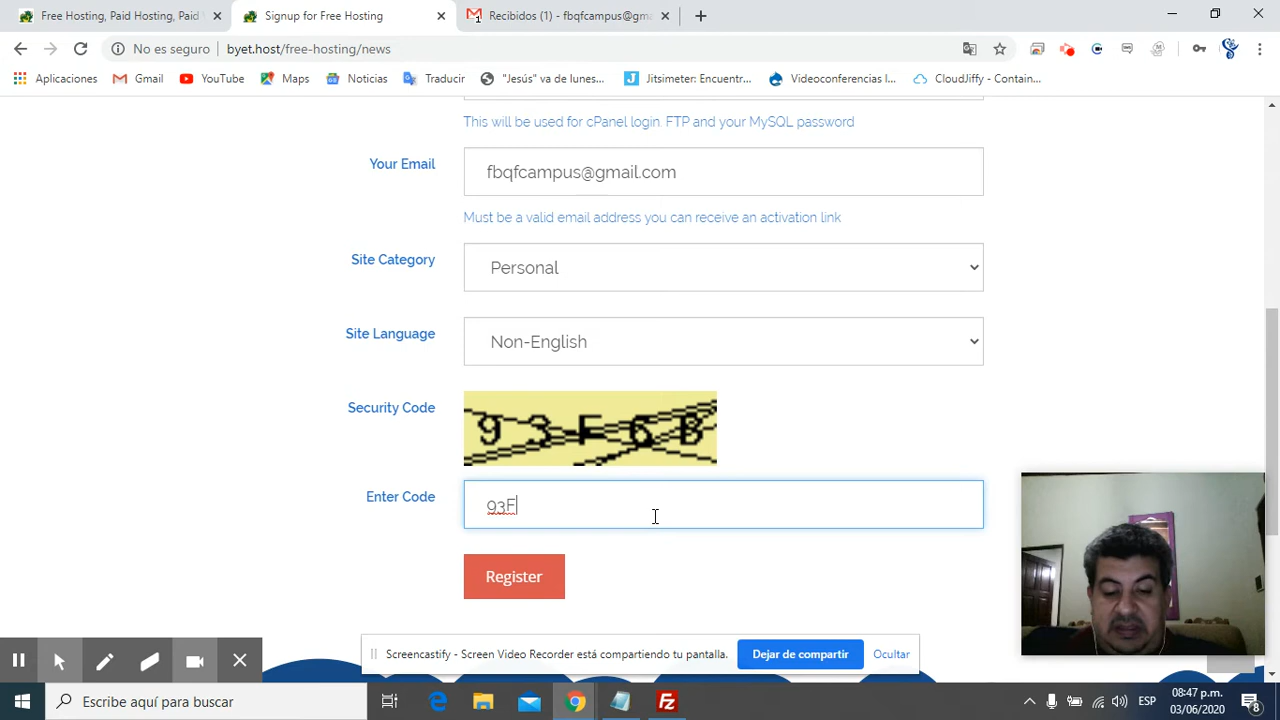 Free Hosting, Paid Hosting, Paid
Signup for Free Hosting
Recibidos (1) - fbqfcampus@gm
No es seguro
byet.host/free-hosting/news
Aplicaciones
Gmail
YouTube
Maps
Noticias
Traducir
"Jesús" va de lunes...
Jitsimeter: Encuentr...
Videoconferencias I...
CloudJiffy - Contain...
This will be used for cPanel login. FTP and your MySQL password
Your Email
fbqfcampus@gmail.com
Must be a valid email address you can receive an activation link
Site Category
Personal
Site Language
Non-English
Security Code
93F6B
Enter Code
93F
Register
Screencastify - Screen Video Recorder está compartiendo tu pantalla.
Dejar de compartir
Ocultar
Escribe aquí para buscar
ESP
08:47 p.m.
03/06/2020
8